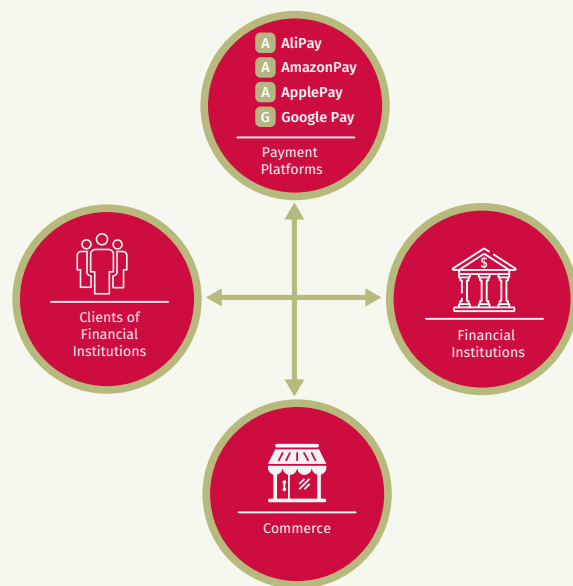 A AliPay
A AmazonPay
A ApplePay
G Google Pay
Payment
Platforms
Clients of
Financial
Institutions
$
Financial
Institutions
Commerce